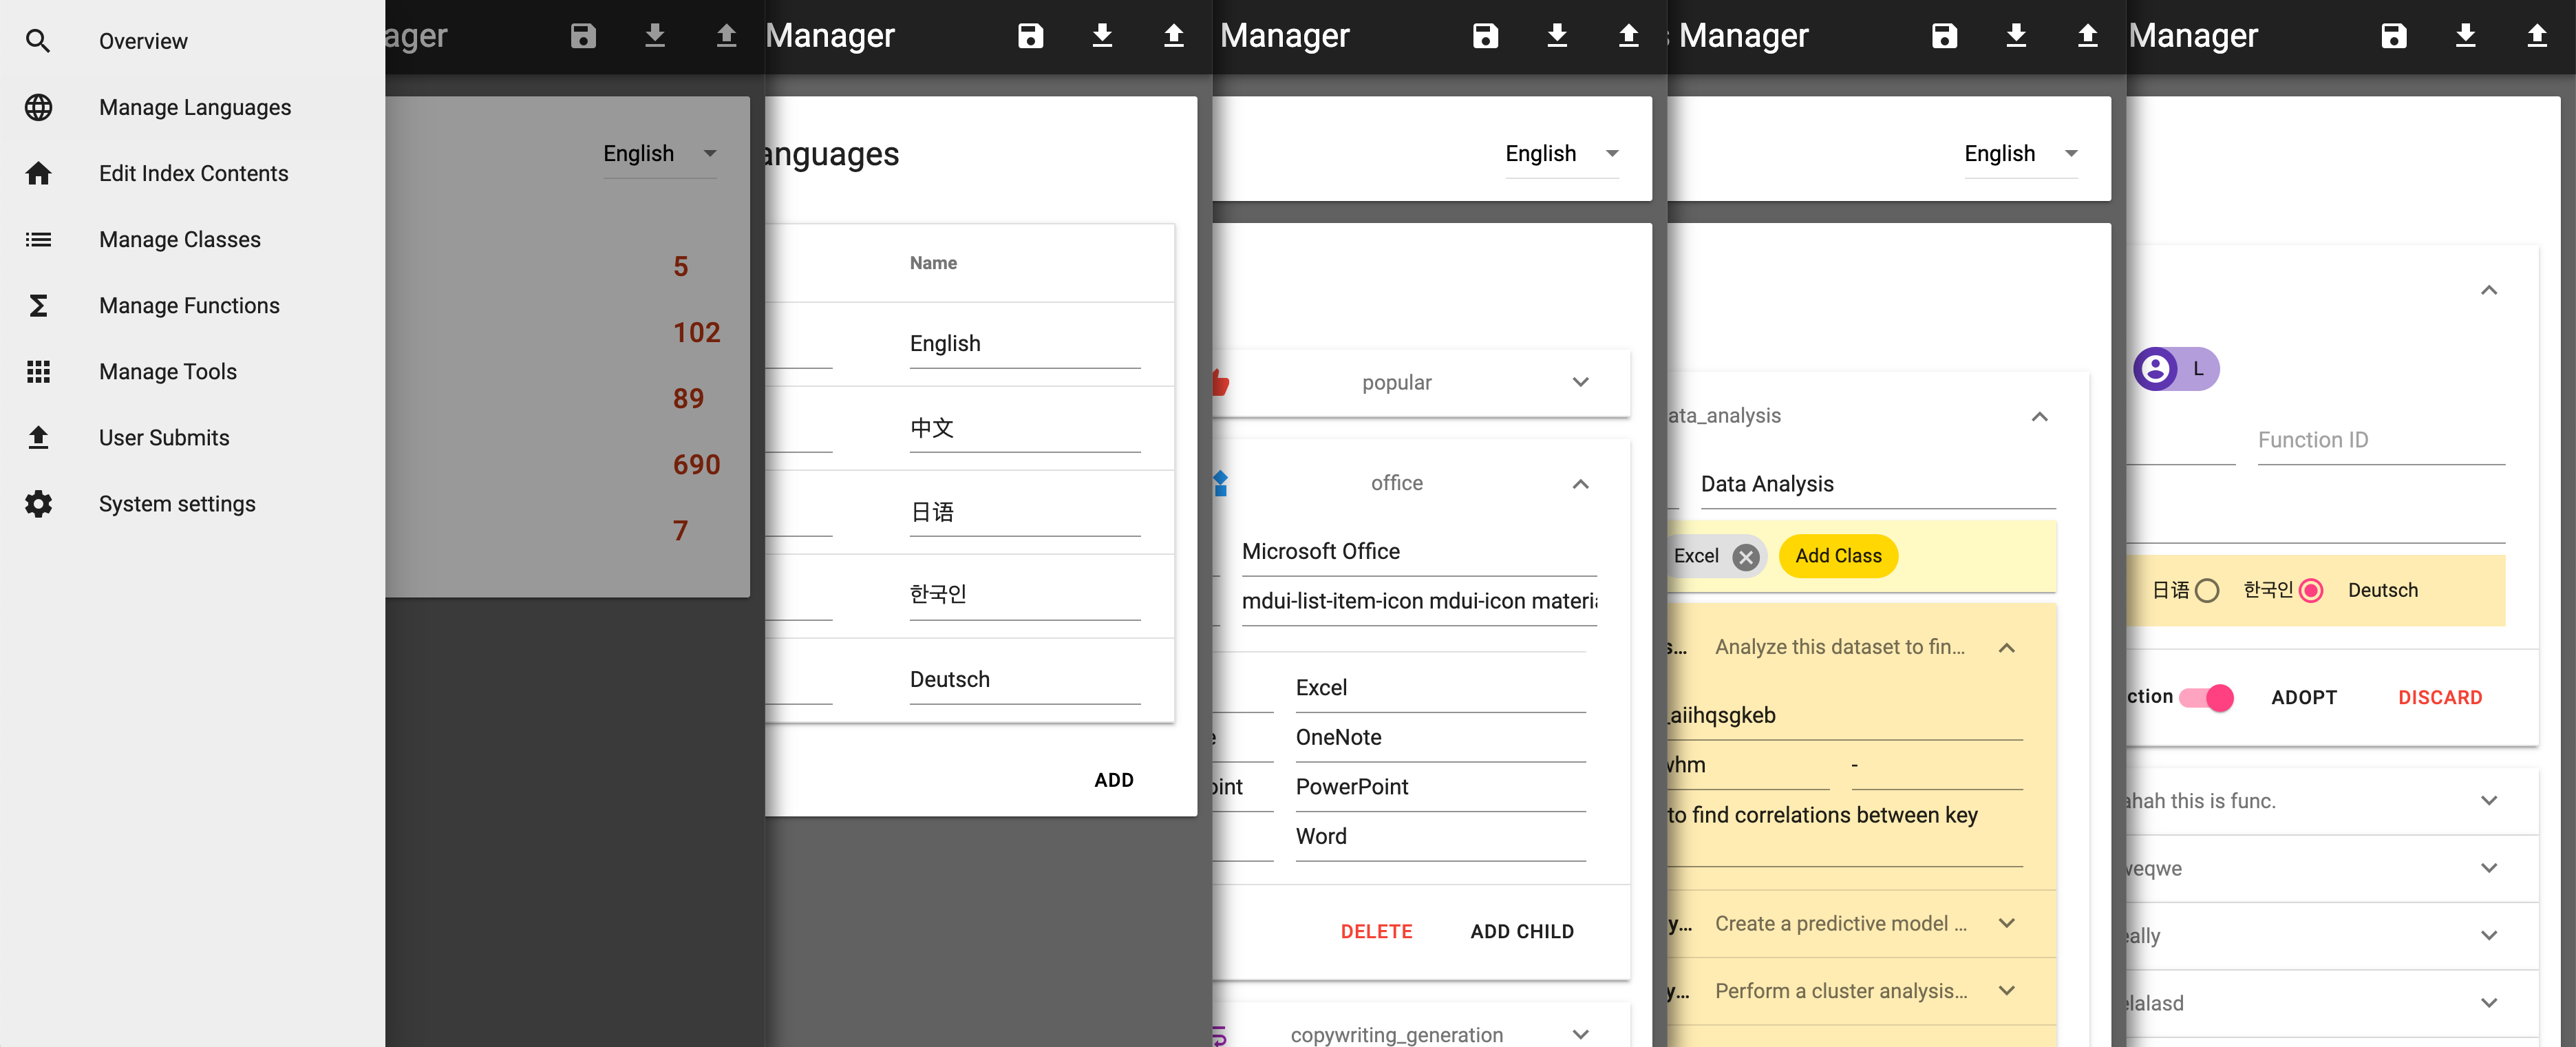 Overview
Manage Languages
Edit Index Contents
Manage Classes
Manage Functions
Manage Tools
User Submits
System settings
ager
English
5
102
89
690
7
Manager
anguages
Name
English
中文
日语
한국인
Deutsch
ADD
Manager
English
popular
office
Microsoft Office
mdui-list-item-icon mdui-icon materia
Excel
OneNote
oint PowerPoint
Word
DELETE ADD CHILD
copywriting_generation
s Manager
English
ata_analysis
Data Analysis
Excel Add Class
s... Analyze this dataset to fin...
_aiihqsgkeb
whm -
to find correlations between key
y... Create a predictive model ...
y... Perform a cluster analysis...
Manager
L
Function ID
日语 한국인 Deutsch
ction ADOPT DISCARD
ahah this is func.
weqwe
eally
elalasd